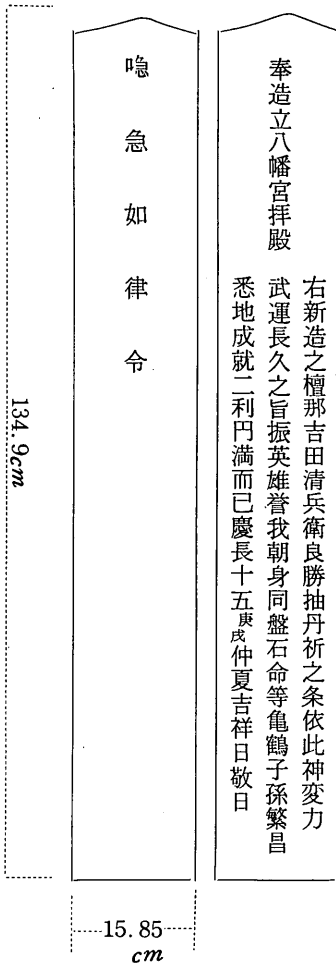 奉造立八幡宮拝殿
右新造之檀那吉田清兵衛良勝抽丹祈之条依此神変力
武運長久之旨振英雄誉我朝身同盤石命等亀鶴子孫繁昌
悉地成就二利円満而已慶長十五庚戌仲夏吉祥日敬日
喼急如律令
134.9cm
15.85
cm